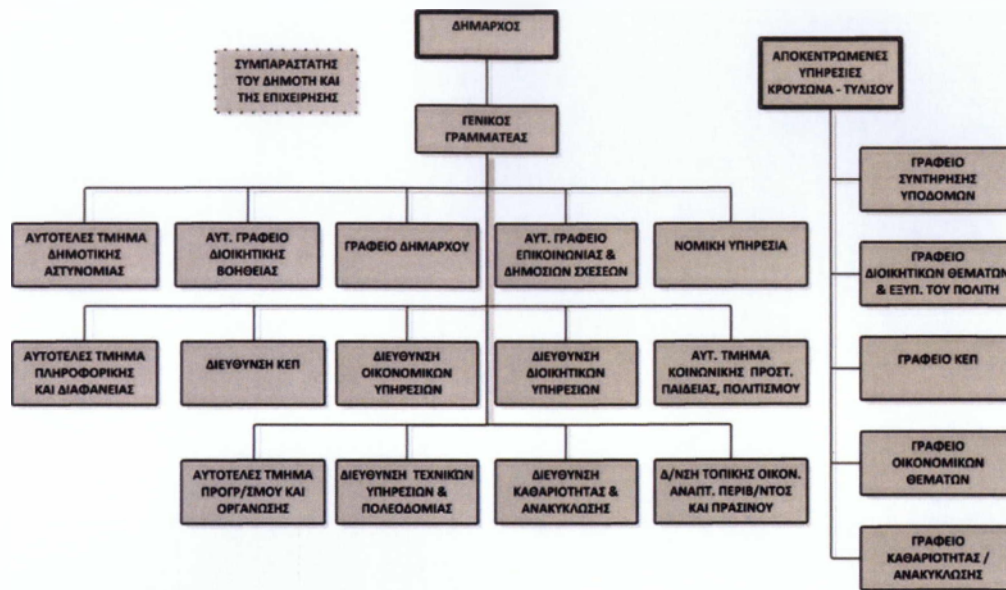 ΔΗΜΑΡΧΟΣ
ΣΥΜΠΑΡΑΣΤΑΤΗΣ
ΤΟΥ ΔΗΜΟΤΗ ΚΑΙ
ΤΗΣ ΕΠΙΧΕΙΡΗΣΗΣ
ΓΕΝΙΚΟΣ
ΓΡΑΜΜΑΤΕΑΣ
ΑΥΤΟΤΕΛΕΣ ΤΜΗΜΑ
ΔΗΜΟΤΙΚΗΣ
ΑΣΤΥΝΟΜΙΑΣ
ΑΥΤ. ΓΡΑΦΕΙΟ
ΔΙΟΙΚΗΤΙΚΗΣ
ΒΟΗΘΕΙΑΣ
ΓΡΑΦΕΙΟ ΔΗΜΑΡΧΟΥ
ΑΥΤ. ΓΡΑΦΕΙΟ
ΕΠΙΚΟΙΝΩΝΙΑΣ &
ΔΗΜΟΣΙΩΝ ΣΧΕΣΕΩΝ
ΝΟΜΙΚΗ ΥΠΗΡΕΣΙΑ
ΑΥΤΟΤΕΛΕΣ ΤΜΗΜΑ
ΠΛΗΡΟΦΟΡΙΚΗΣ
ΚΑΙ ΔΙΑΦΑΝΕΙΑΣ
ΔΙΕΥΘΥΝΣΗ ΚΕΠ
ΔΙΕΥΘΥΝΣΗ
ΟΙΚΟΝΟΜΙΚΩΝ
ΥΠΗΡΕΣΙΩΝ
ΔΙΕΥΘΥΝΣΗ
ΔΙΟΙΚΗΤΙΚΩΝ
ΥΠΗΡΕΣΙΩΝ
ΑΥΤ. ΤΜΗΜΑ
ΚΟΙΝΩΝΙΚΗΣ ΠΡΟΣΤ.
ΠΑΙΔΕΙΑΣ, ΠΟΛΙΤΙΣΜΟΥ
ΑΥΤΟΤΕΛΕΣ ΤΜΗΜΑ
ΠΡΟΓΡ/ΣΜΟΥ ΚΑΙ
ΟΡΓΑΝΩΣΗΣ
ΔΙΕΥΘΥΝΣΗ ΤΕΧΝΙΚΩΝ
ΥΠΗΡΕΣΙΩΝ &
ΠΟΛΕΟΔΟΜΙΑΣ
ΔΙΕΥΘΥΝΣΗ
ΚΑΘΑΡΙΟΤΗΤΑΣ &
ΑΝΑΚΥΚΛΩΣΗΣ
Δ/ΝΣΗ ΤΟΠΙΚΗΣ ΟΙΚΟΝ.
ΑΝΑΠΤ. ΠΕΡΙΒ/ΝΤΟΣ
ΚΑΙ ΠΡΑΣΙΝΟΥ
ΑΠΟΚΕΝΤΡΩΜΕΝΕΣ
ΥΠΗΡΕΣΙΕΣ
ΚΡΟΥΣΩΝΑ - ΤΥΛΙΣΟΥ
ΓΡΑΦΕΙΟ
ΣΥΝΤΗΡΗΣΗΣ
ΥΠΟΔΟΜΩΝ
ΓΡΑΦΕΙΟ
ΔΙΟΙΚΗΤΙΚΩΝ ΘΕΜΑΤΩΝ
& ΕΞΥΠ. ΤΟΥ ΠΟΛΙΤΗ
ΓΡΑΦΕΙΟ ΚΕΠ
ΓΡΑΦΕΙΟ
ΟΙΚΟΝΟΜΙΚΩΝ
ΘΕΜΑΤΩΝ
ΓΡΑΦΕΙΟ
ΚΑΘΑΡΙΟΤΗΤΑΣ /
ΑΝΑΚΥΚΛΩΣΗΣ